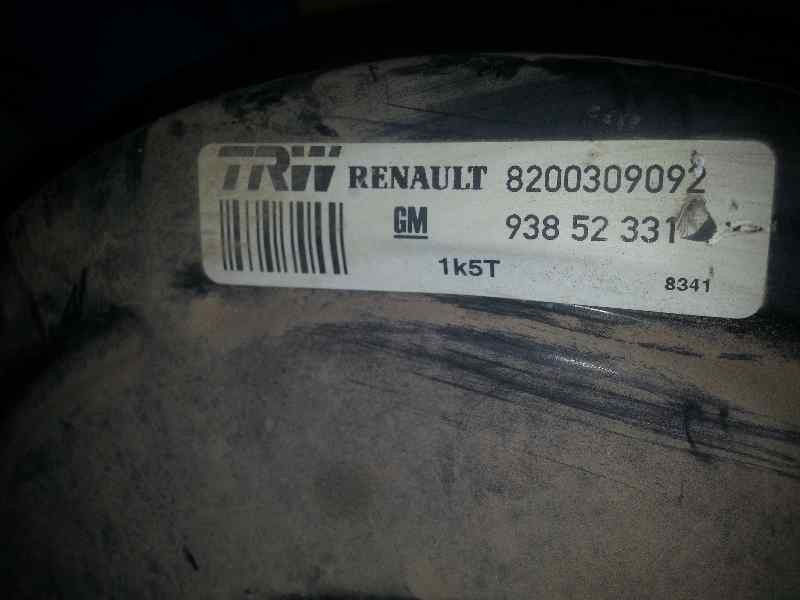 TRW RENAULT 8200309092
GM 938 52 331
1k5T
8341